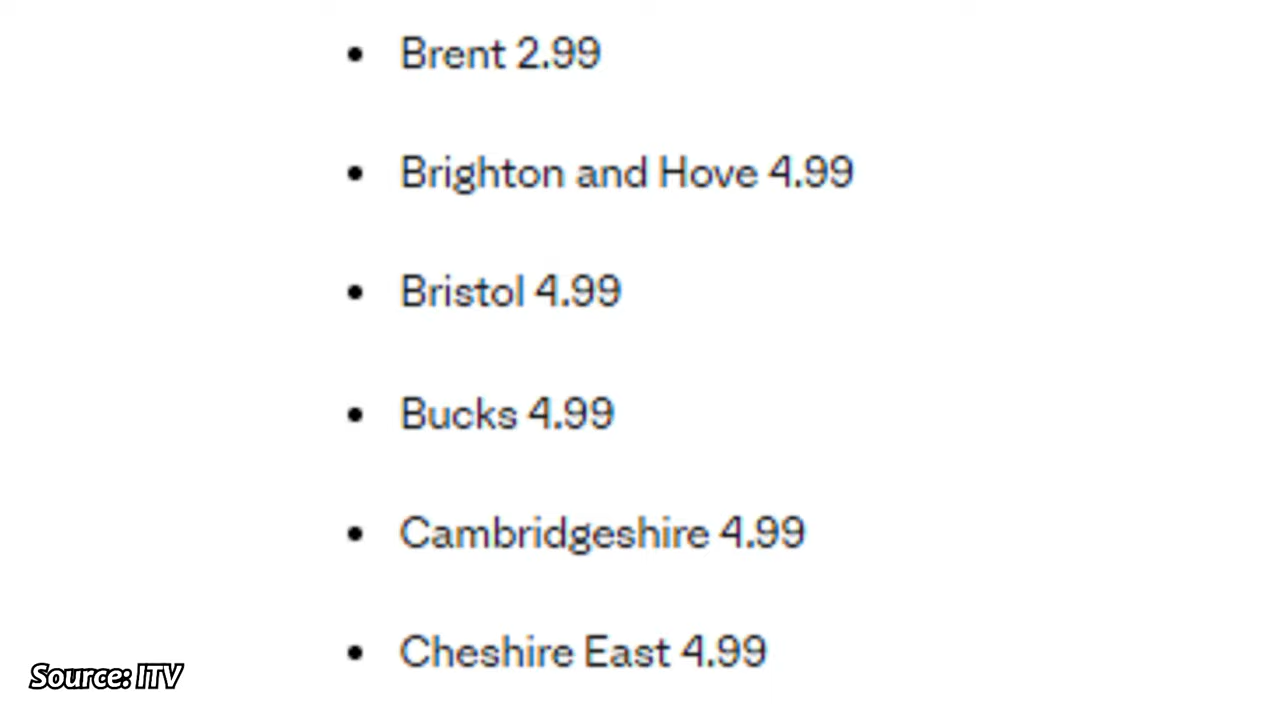 • Brent 2.99
• Brighton and Hove 4.99
• Bristol 4.99
• Bucks 4.99
• Cambridgeshire 4.99
• Cheshire East 4.99
Source: ITV